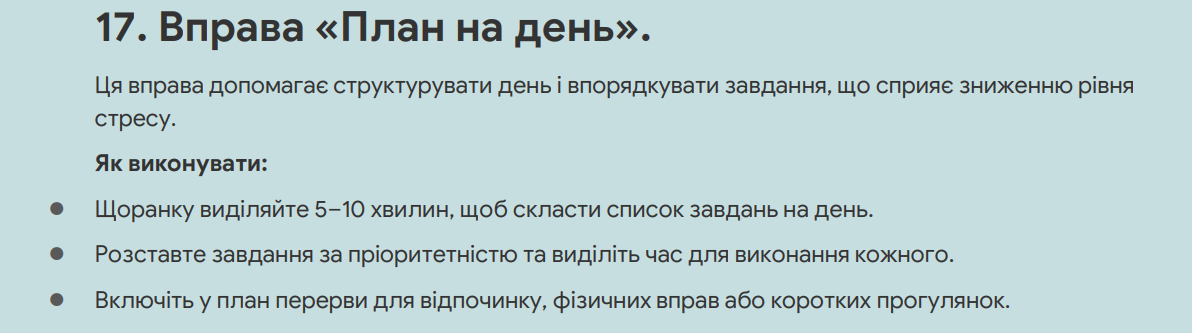 17. Вправа «План на день».
Ця вправа допомагає структурувати день і впорядкувати завдання, що сприяє зниженню рівня
стресу.
Як виконувати:
● Щоранку виділяйте 5–10 хвилин, щоб скласти список завдань на день.
● Розставте завдання за пріоритетністю та виділіть час для виконання кожного.
● Включіть у план перерви для відпочинку, фізичних вправ або коротких прогулянок.